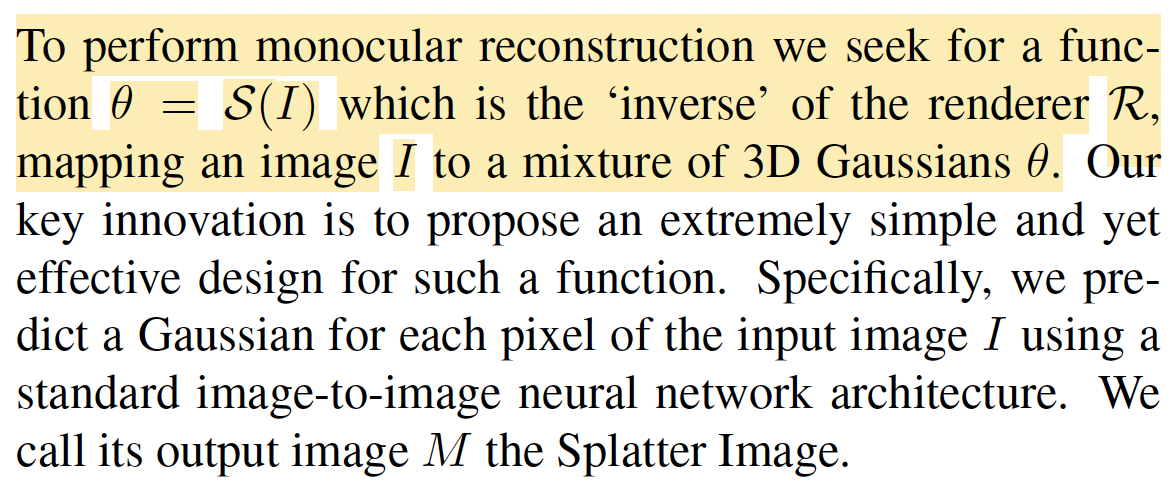 To perform monocular reconstruction we seek for a func-
tion θ = 𝒮(I) which is the ‘inverse’ of the renderer ℛ,
mapping an image I to a mixture of 3D Gaussians θ. Our
key innovation is to propose an extremely simple and yet
effective design for such a function. Specifically, we pre-
dict a Gaussian for each pixel of the input image I using a
standard image-to-image neural network architecture. We
call its output image M the Splatter Image.